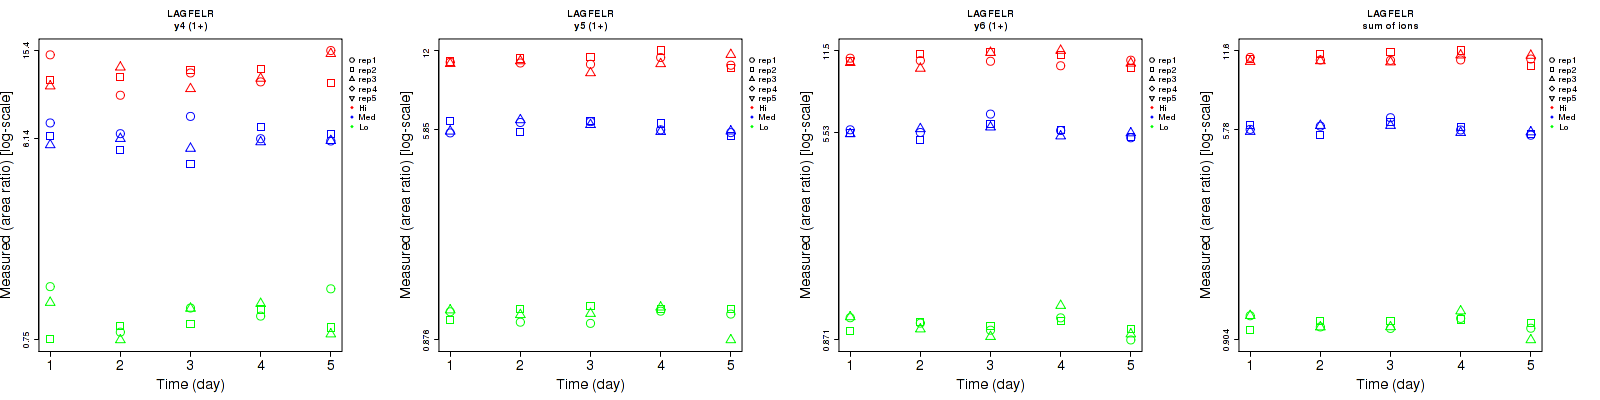 LAGFELR
y4 (1+)
Measured (area ratio) [log-scale]
15.4
6.14
0.75
1 2 3 4 5
Time (day)
rep1
rep2
rep3
rep4
rep5
Hi
Med
Lo
LAGFELR
y5 (1+)
Measured (area ratio) [log-scale]
12
5.85
0.876
1 2 3 4 5
Time (day)
rep1
rep2
rep3
rep4
rep5
Hi
Med
Lo
LAGFELR
y6 (1+)
Measured (area ratio) [log-scale]
11.5
5.53
0.871
1 2 3 4 5
Time (day)
rep1
rep2
rep3
rep4
rep5
Hi
Med
Lo
LAGFELR
sum of ions
Measured (area ratio) [log-scale]
11.8
5.78
0.904
1 2 3 4 5
Time (day)
rep1
rep2
rep3
rep4
rep5
Hi
Med
Lo